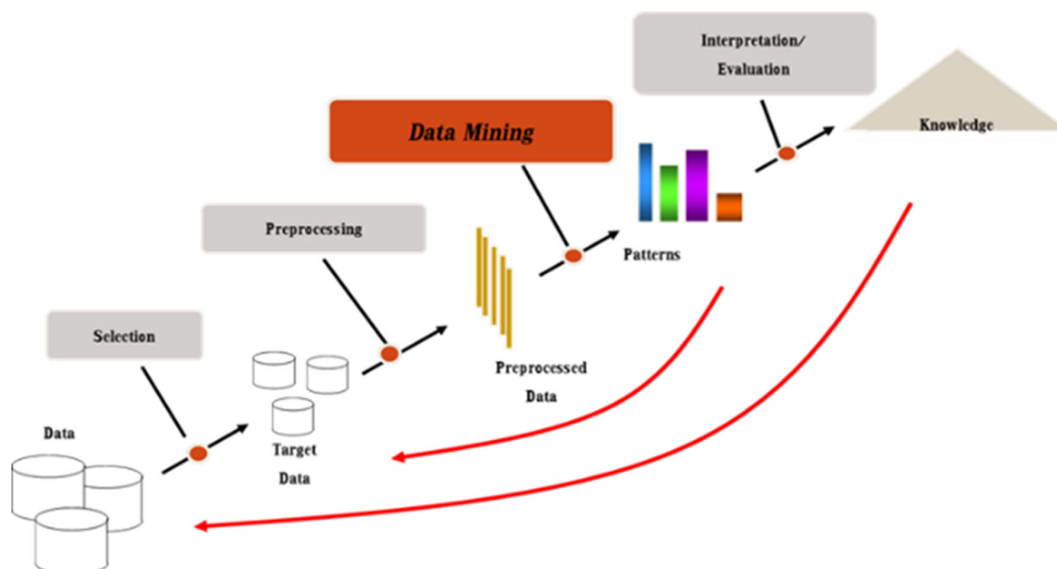 Interpretation/
Evaluation
Knowledge
Data Mining
Patterns
Preprocessing
Preprocessed
Data
Selection
Target
Data
Data